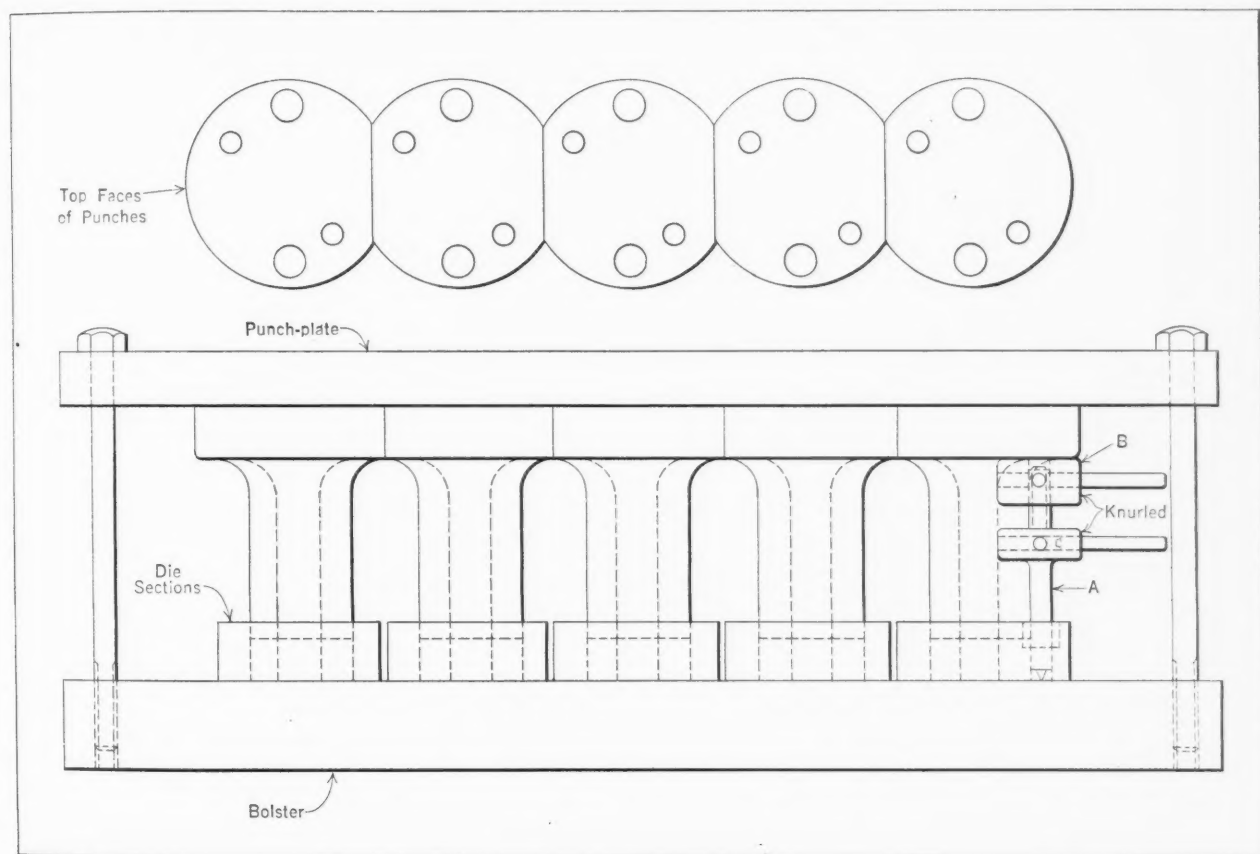 Top Faces
of Punches
Punch-plate
B
Knurled
C
A
Die
Sections
Bolster